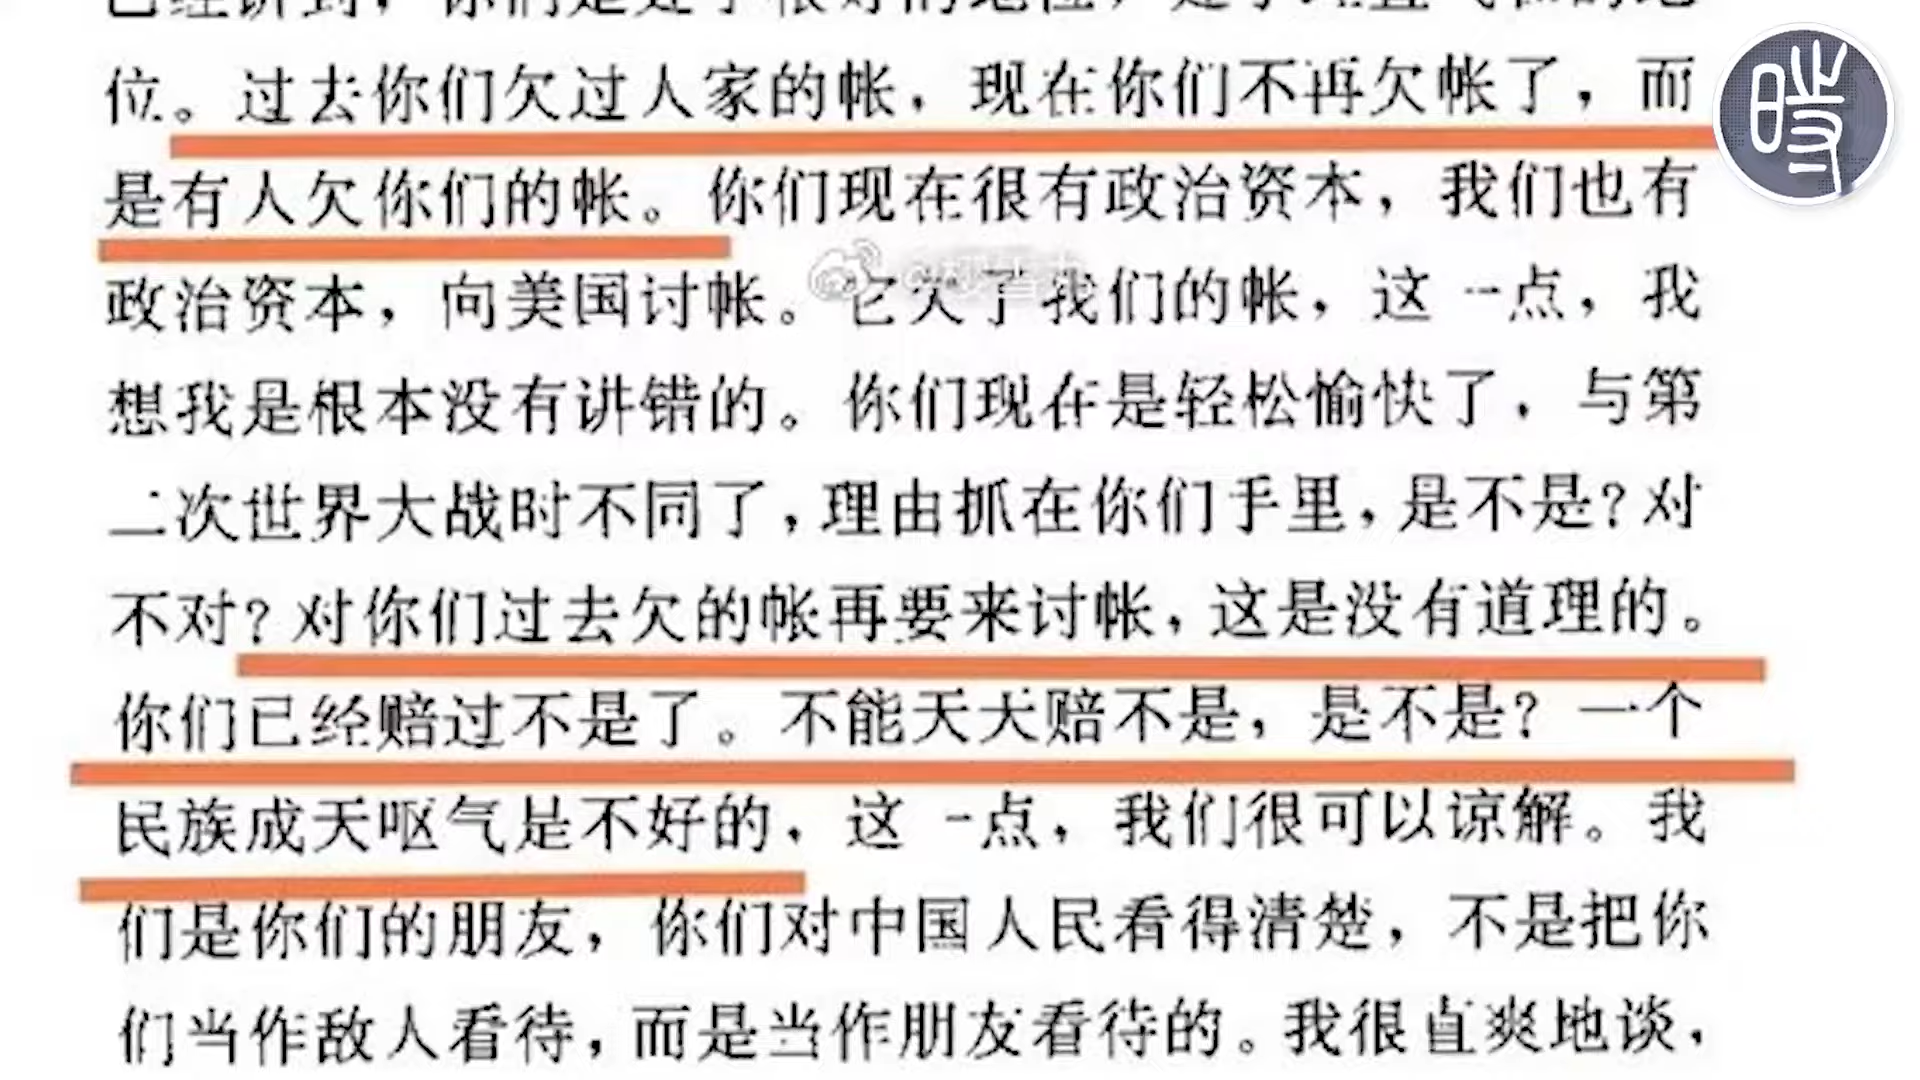 位。过去你们欠过人家的帐，现在你们不再欠帐了，而
是有人欠你们的帐。你们现在很有政治资本，我们也有
政治资本，向美国讨帐。它欠了我们的帐，这一点，我
想我是根本没有讲错的。你们现在是轻松愉快了，与第
二次世界大战时不同了，理由抓在你们手里，是不是？对
不对？对你们过去欠的帐再要来讨帐，这是没有道理的。
你们已经赔过不是了。不能天天赔不是，是不是？一个
民族成天呕气是不好的，这一点，我们很可以谅解。我
们是你们的朋友，你们对中国人民看得清楚，不是把你
们当作敌人看待，而是当作朋友看待的。我很直爽地谈，